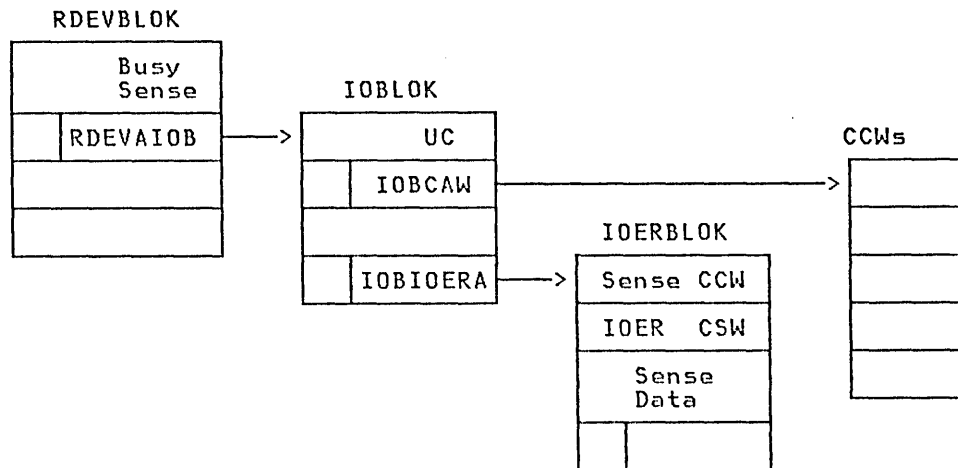 RDEVBLOK
Busy
Sense
RDEVAIOB
IOBLOK
UC
IOBCAW
IOBIOERA
CCWs
IOERBLOK
Sense CCW
IOER CSW
Sense
Data